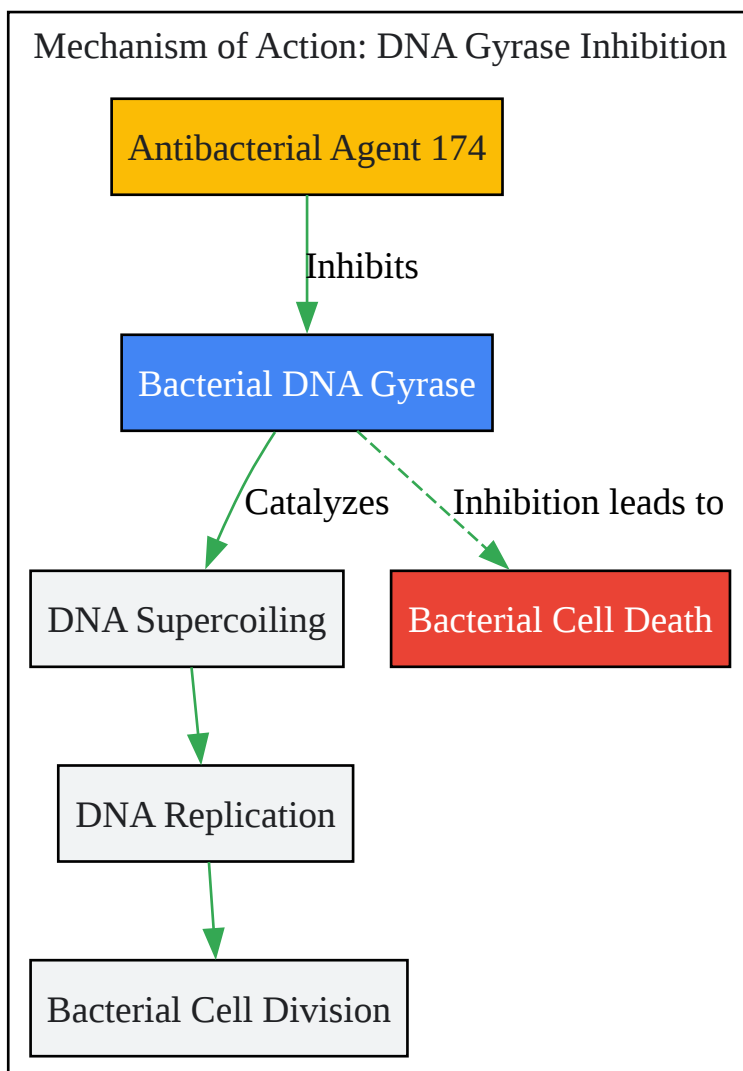 Mechanism of Action: DNA Gyrase Inhibition
Antibacterial Agent 174
Inhibits
Bacterial DNA Gyrase
Catalyzes
Inhibition leads to
DNA Supercoiling
Bacterial Cell Death
DNA Replication
Bacterial Cell Division